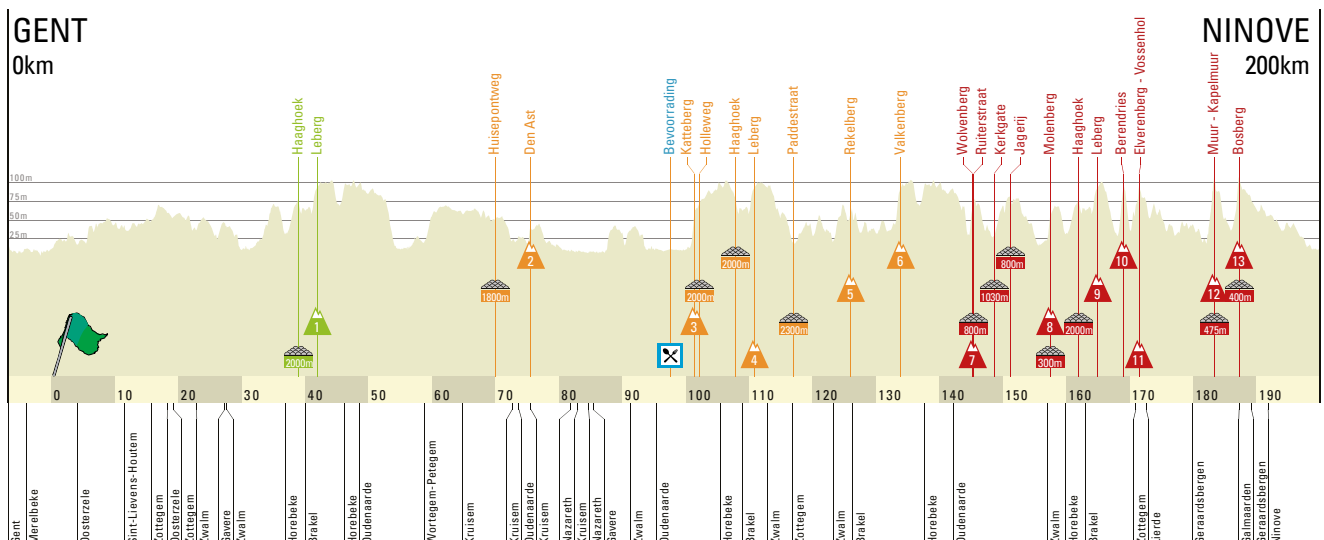 GENT
0km
NINOVE
200km
Haaghoek
Leberg
Huisepontweg
Den Ast
Bevoorrading
Katteberg
Holleweg
Haaghoek
Leberg
Paddestraat
Rekelberg
Valkenberg
Wolvenberg
Ruiterstraat
Kerkgate
Jagerij
Molenberg
Haaghoek
Leberg
Berendries
Elverenberg - Vossenhol
Muur - Kapelmuur
Bosberg
100m
75m
50m
25m
2000m
1
1800m
2
3
2000m
2000m
4
2300m
5
6
800m
7
1030m
800m
8
300m
2000m
9
10
11
12
475m
13
400m
0 10 20 30 40 50 60 70 80 90 100 110 120 130 140 150 160 170 180 190
Gent
Merelbeke
Oosterzele
Sint-Lievens-Houtem
Zottegem
Oosterzele
Zottegem
Zwalm
Gavere
Zwalm
Horebeke
Brakel
Horebeke
Oudenaarde
Wortegem-Petegem
Kruisem
Kruisem
Oudenaarde
Kruisem
Nazareth
Kruisem
Nazareth
Gavere
Zwalm
Oudenaarde
Horebeke
Zwalm
Zottegem
Zwalm
Brakel
Horebeke
Oudenaarde
Zwalm
Horebeke
Brakel
Zottegem
Lierde
Geraardsbergen
Galmaarden
Geraardsbergen
Ninove